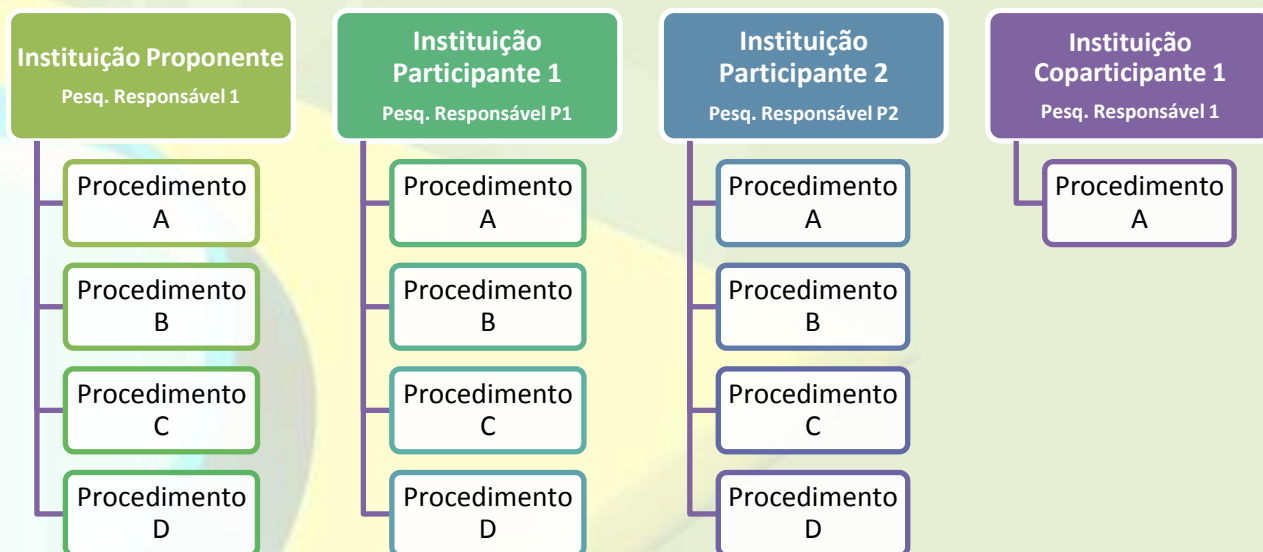 Instituição Proponente
Pesq. Responsável 1
Procedimento
A
Procedimento
B
Procedimento
C
Procedimento
D
Instituição
Participante 1
Pesq. Responsável P1
Procedimento
A
Procedimento
B
Procedimento
C
Procedimento
D
Instituição
Participante 2
Pesq. Responsável P2
Procedimento
A
Procedimento
B
Procedimento
C
Procedimento
D
Instituição
Coparticipante 1
Pesq. Responsável 1
Procedimento
A